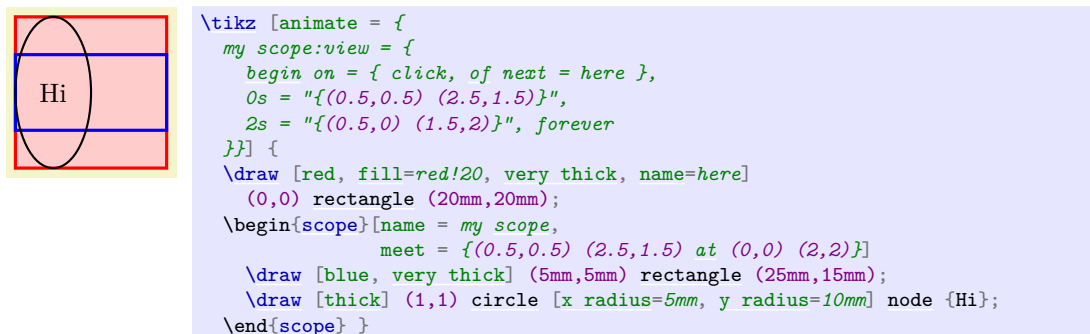 Hi
\tikz [animate = {
  my scope:view = {
    begin on = { click, of next = here },
    0s = "{(0.5,0.5) (2.5,1.5)}",
    2s = "{(0.5,0) (1.5,2)}", forever
  }}] {
  \draw [red, fill=red!20, very thick, name=here]
    (0,0) rectangle (20mm,20mm);
  \begin{scope}[name = my scope,
                meet = {(0.5,0.5) (2.5,1.5) at (0,0) (2,2)}]
    \draw [blue, very thick] (5mm,5mm) rectangle (25mm,15mm);
    \draw [thick] (1,1) circle [x radius=5mm, y radius=10mm] node {Hi};
  \end{scope} }